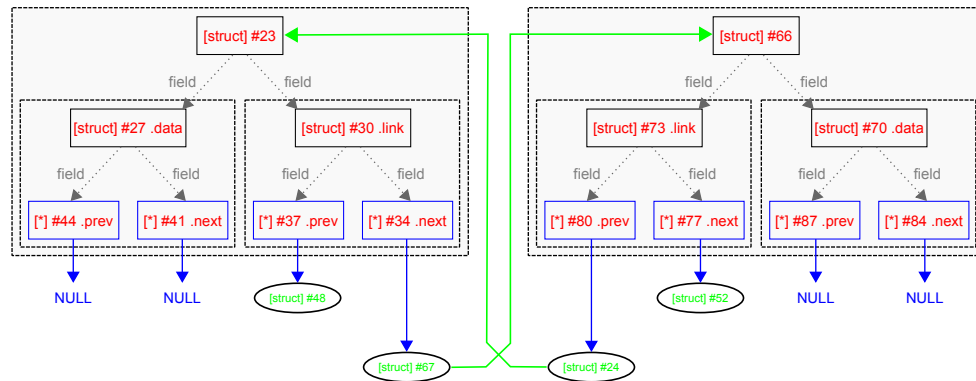 [struct] #23
[struct] #66
field
field
field
field
[struct] #27 .data
[struct] #30 .link
[struct] #73 .link
[struct] #70 .data
field
field
field
field
field
field
field
field
[*] #44 .prev
[*] #41 .next
[*] #37 .prev
[*] #34 .next
[*] #80 .prev
[*] #77 .next
[*] #87 .prev
[*] #84 .next
NULL
NULL
[struct] #48
[struct] #52
NULL
NULL
[struct] #67
[struct] #24